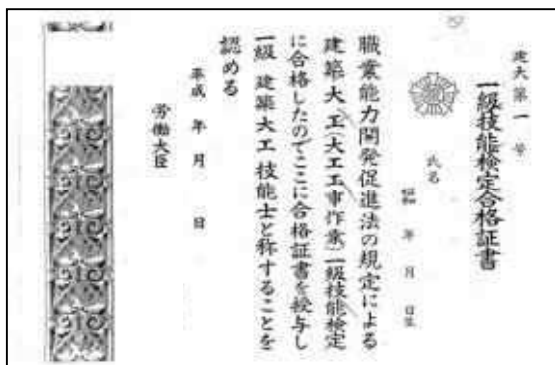 建大第一号
一級技能検定合格証書
氏名
昭和 年 月 日生
職業能力開発促進法の規定による
建築大工(大工工事作業)一級技能検定
に合格したのでここに合格証書を授与し
一級 建築大工 技能士と称することを
認める
平成 年 月 日
労働大臣